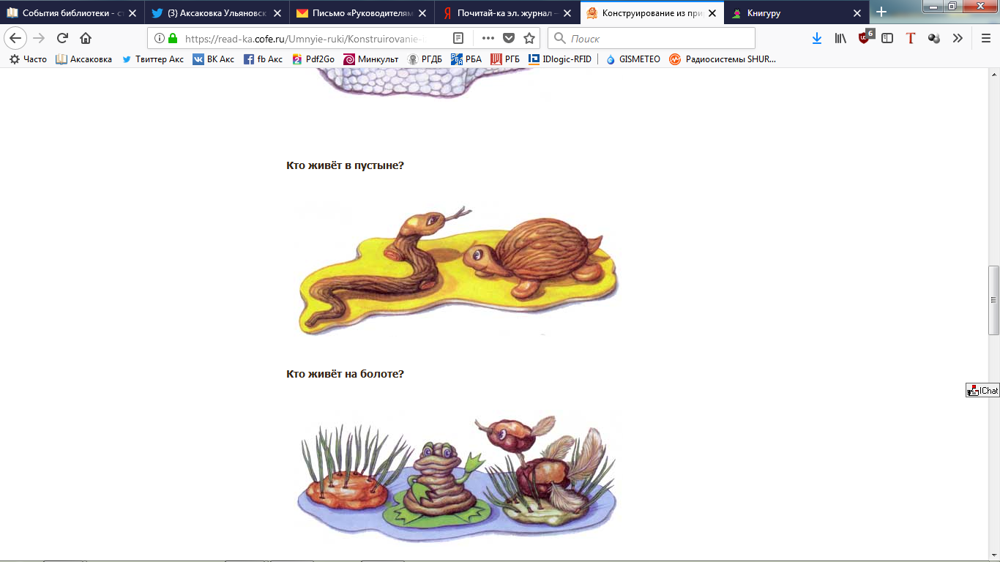 События библиотеки - ст
(3) Аксаковка Ульяновск
Письмо «Руководителям
Почитай-ка эл. журнал –
Конструирование из при
Книгуру
https://read-ka.cofe.ru/Umnyie-ruki/Konstruirovanie-
Поиск
6
Часто
Аксаковка
Твиттер Акс
ВК Акс
fb Акс
Pdf2Go
Минкульт
РГДБ
РБА
РГБ
IDlogic-RFID
GISMETEO
Радиосистемы SHUR...
Кто живёт в пустыне?
Кто живёт на болоте?
IChat